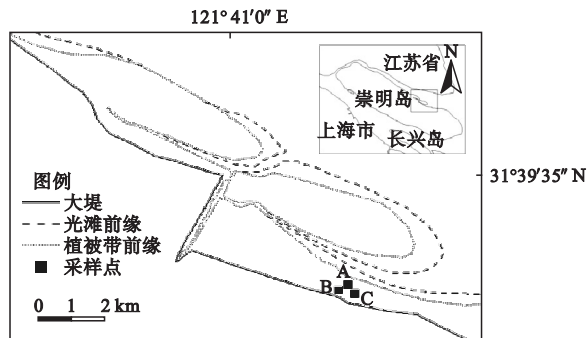 121°41′0″ E
N
江苏省
崇明岛
上海市
长兴岛
31°39′35″ N
图例
大堤
光滩前缘
植被带前缘
采样点
0 1 2 km
A
B
C